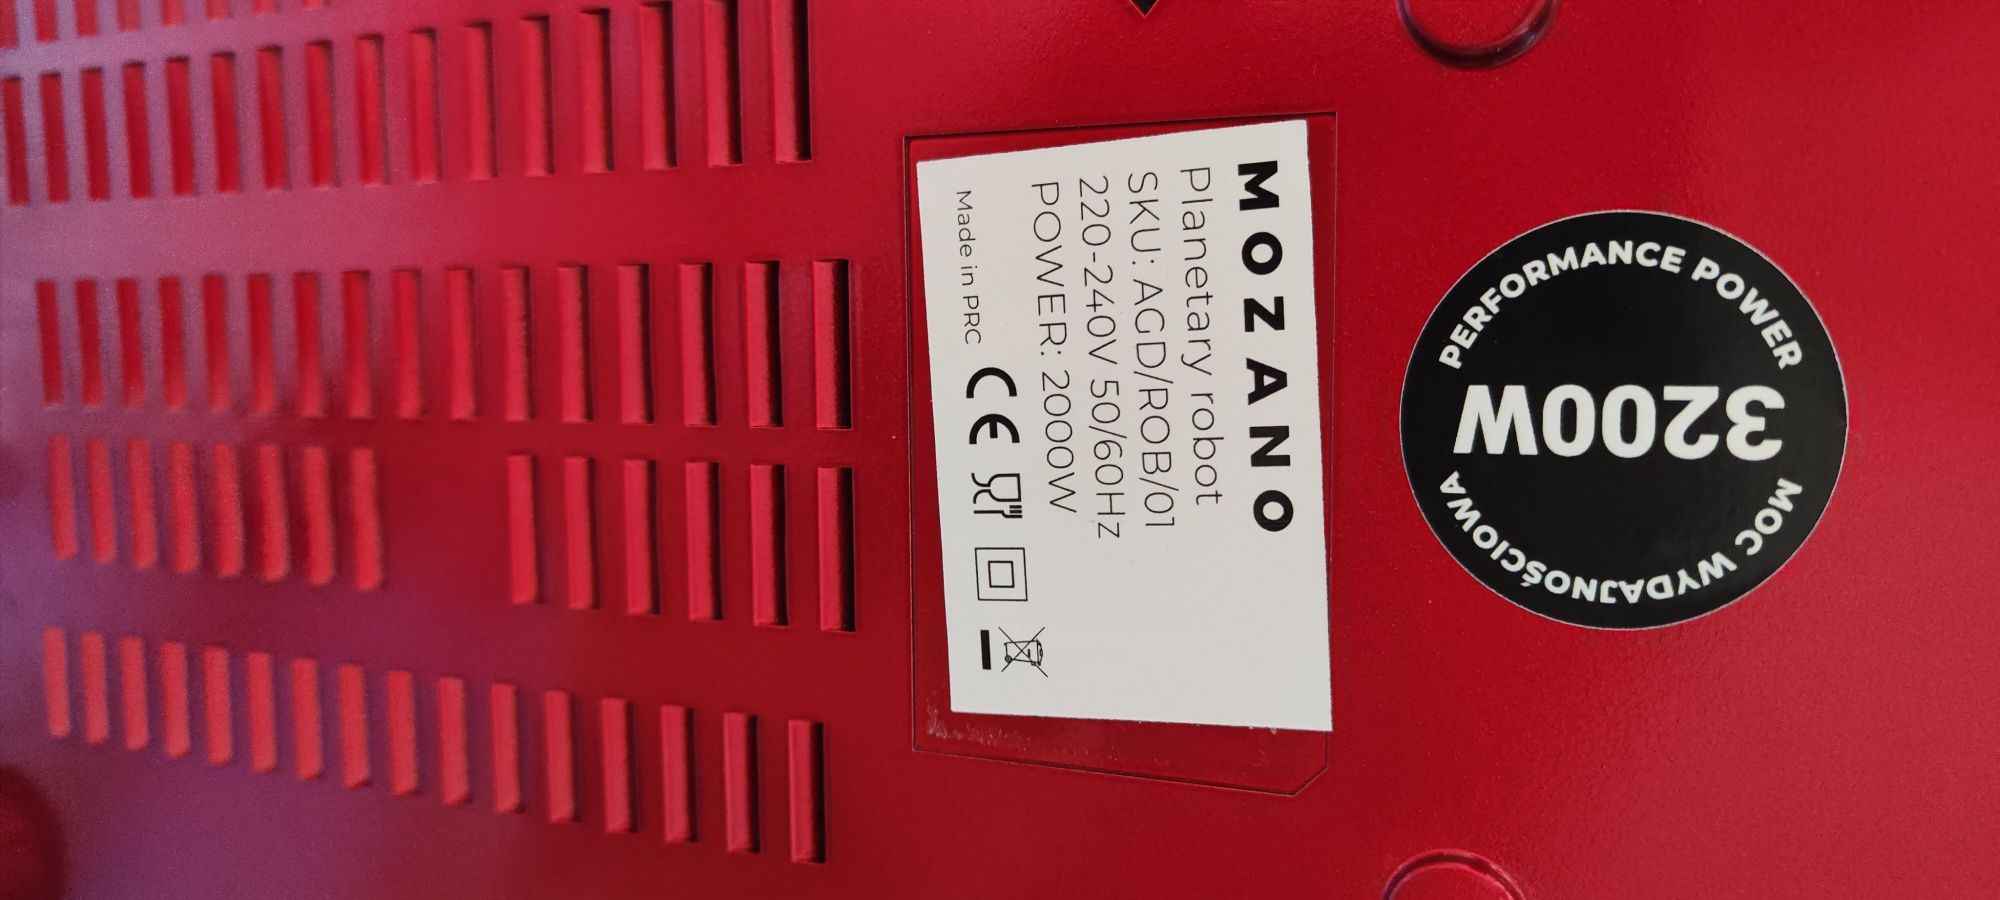 MOZANO
Planetary robot
SKU: AGD/ROB/01
220-240V 50/60Hz
POWER: 2000W
Made in PRC
CE
PERFORMANCE POWER
3200W
MOC WYDAJNOŚCIOWA